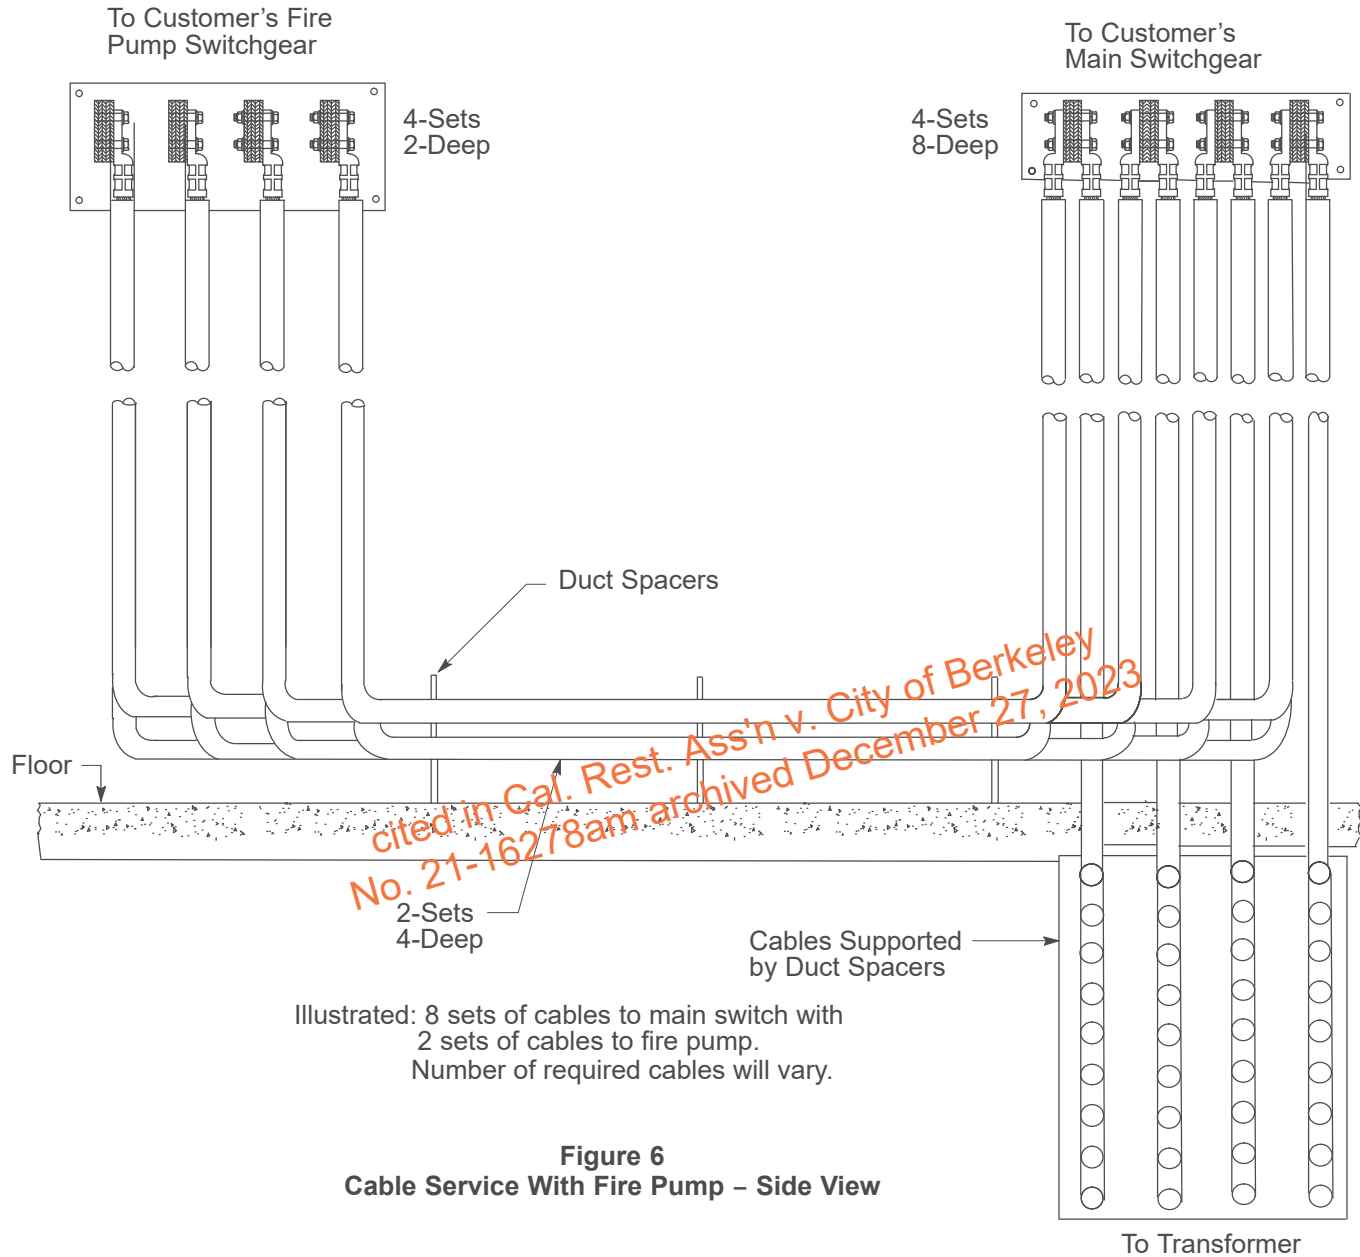 To Customer’s Fire
Pump Switchgear
To Customer’s
Main Switchgear
4-Sets
2-Deep
4-Sets
8-Deep
Duct Spacers
Floor
cited in Cal. Rest. Ass'n v. City of Berkeley
No. 21-16278am archived December 27, 2023
2-Sets
4-Deep
Cables Supported
by Duct Spacers
Illustrated: 8 sets of cables to main switch with
2 sets of cables to fire pump.
Number of required cables will vary.
Figure 6
Cable Service With Fire Pump – Side View
To Transformer